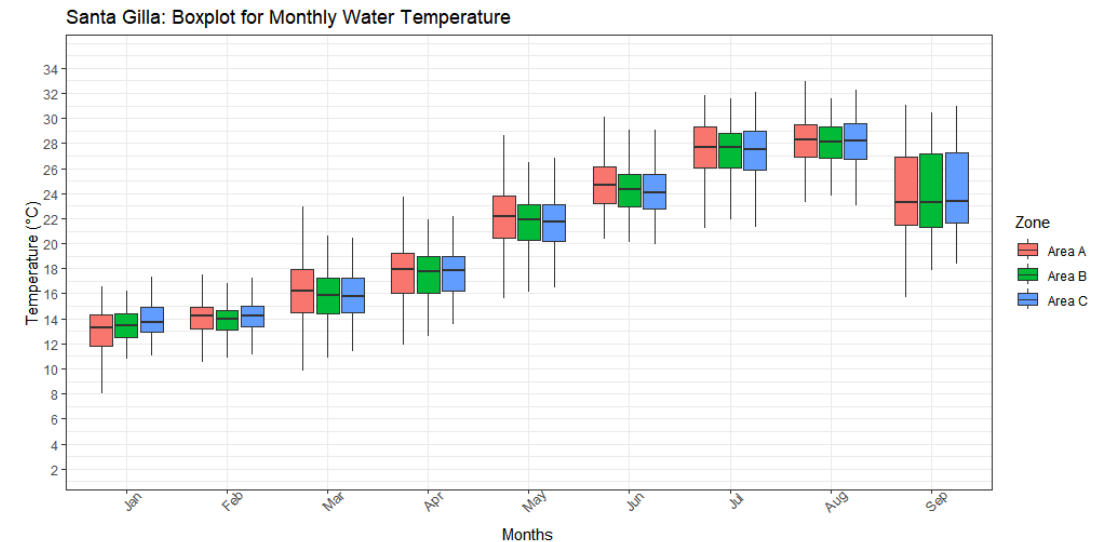 Santa Gilla: Boxplot for Monthly Water Temperature
Temperature (°C)
34
32
30
28
26
24
22
20
18
16
14
12
10
8
6
4
2
Jan Feb Mar Apr May Jun Jul Aug Sep
Months
Zone
Area A
Area B
Area C